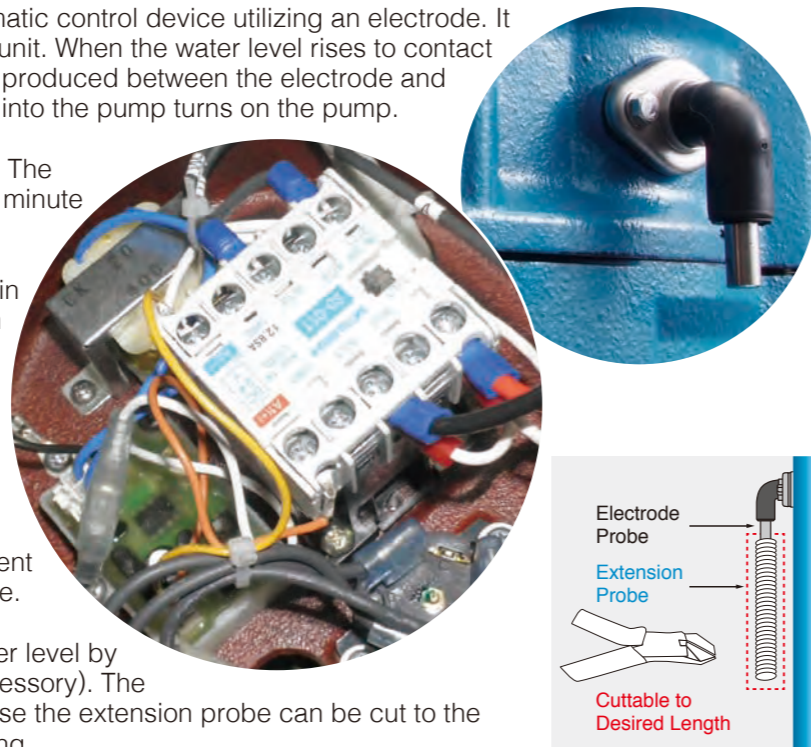 matic control device utilizing an electrode. It
unit. When the water level rises to contact
produced between the electrode and
into the pump turns on the pump.
The
minute
in
ent
e.
er level by
essory). The
se the extension probe can be cut to the
Electrode
Probe
Extension
Probe
Cuttable to
Desired Length